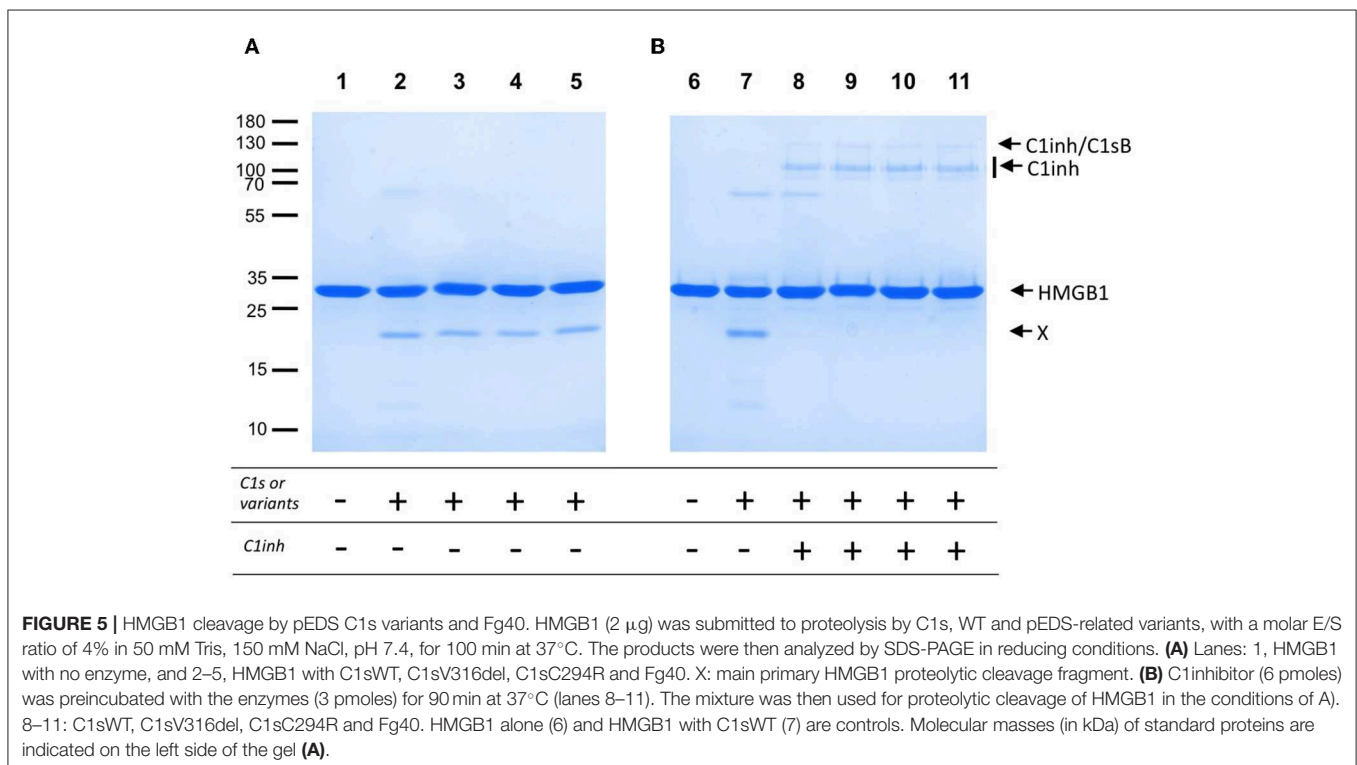 A B
1 2 3 4 5 6 7 8 9 10 11
180
130
100
70
55
35
25
15
10
C1inh/C1sB
C1inh
HMGB1
X
C1s or
variants - + + + + - + + + + +
C1inh - - - - - - - + + + +
FIGURE 5 | HMGB1 cleavage by pEDS C1s variants and Fg40. HMGB1 (2 μg) was submitted to proteolysis by C1s, WT and pEDS-related variants, with a molar E/S
ratio of 4% in 50 mM Tris, 150 mM NaCl, pH 7.4, for 100 min at 37°C. The products were then analyzed by SDS-PAGE in reducing conditions. (A) Lanes: 1, HMGB1
with no enzyme, and 2–5, HMGB1 with C1sWT, C1sV316del, C1sC294R and Fg40. X: main primary HMGB1 proteolytic cleavage fragment. (B) C1inhibitor (6 pmoles)
was preincubated with the enzymes (3 pmoles) for 90 min at 37°C (lanes 8–11). The mixture was then used for proteolytic cleavage of HMGB1 in the conditions of A).
8–11: C1sWT, C1sV316del, C1sC294R and Fg40. HMGB1 alone (6) and HMGB1 with C1sWT (7) are controls. Molecular masses (in kDa) of standard proteins are
indicated on the left side of the gel (A).